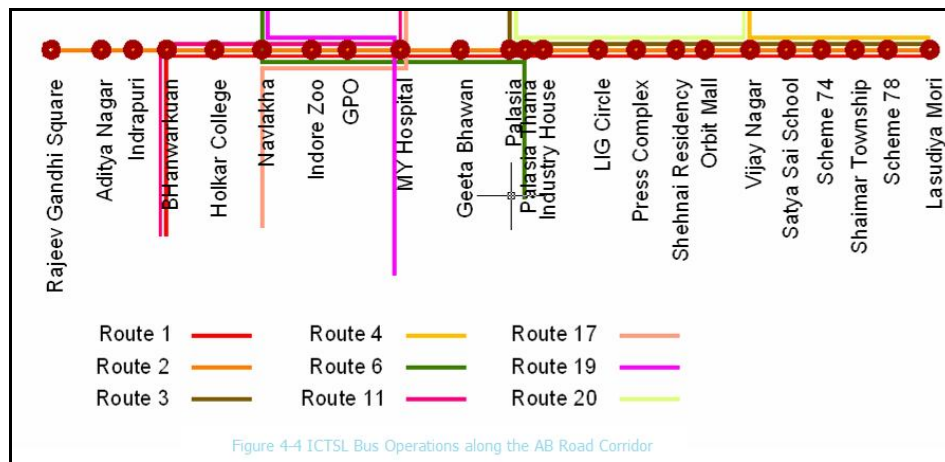 Rajeev Gandhi Square
Aditya Nagar
Indrapuri
BHanwarkuan
Holkar College
Navlakha
Indore Zoo
GPO
MY Hospital
Geeta Bhawan
Palasia
Palasia Thana
Industry House
LIG Circle
Press Complex
Shehnai Residency
Orbit Mall
Vijay Nagar
Satya Sai School
Scheme 74
Shaimar Township
Scheme 78
Lasudiya Mori
Route 1
Route 4
Route 17
Route 2
Route 6
Route 19
Route 3
Route 11
Route 20
Figure 4-4 ICTSL Bus Operations along the AB Road Corridor